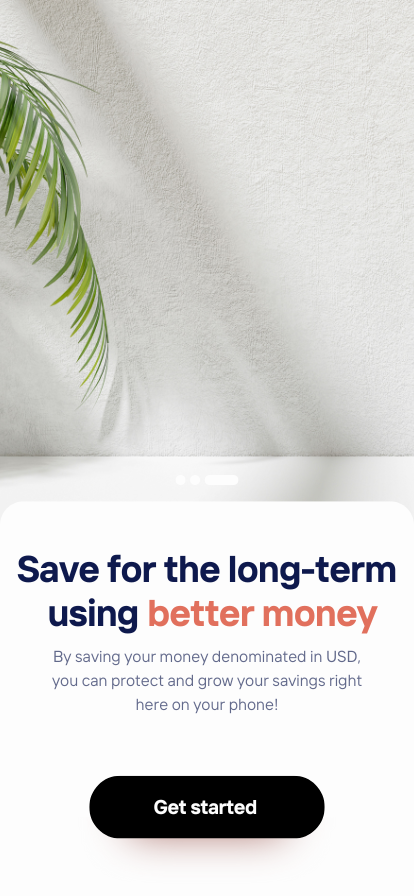 Save for the long-term
using better money
By saving your money denominated in USD,
you can protect and grow your savings right
here on your phone!
Get started